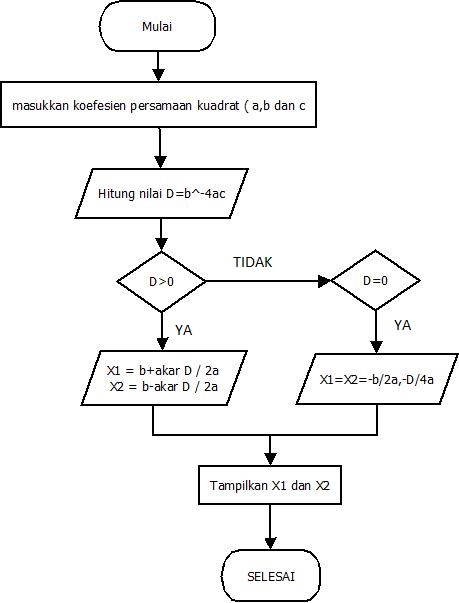 Mulai
masukkan koefesien persamaan kuadrat ( a,b dan c
Hitung nilai D=b^-4ac
D>0
TIDAK
D=0
YA
YA
X1 = b+akar D / 2a
X2 = b-akar D / 2a
X1=X2=-b/2a,-D/4a
Tampilkan X1 dan X2
SELESAI